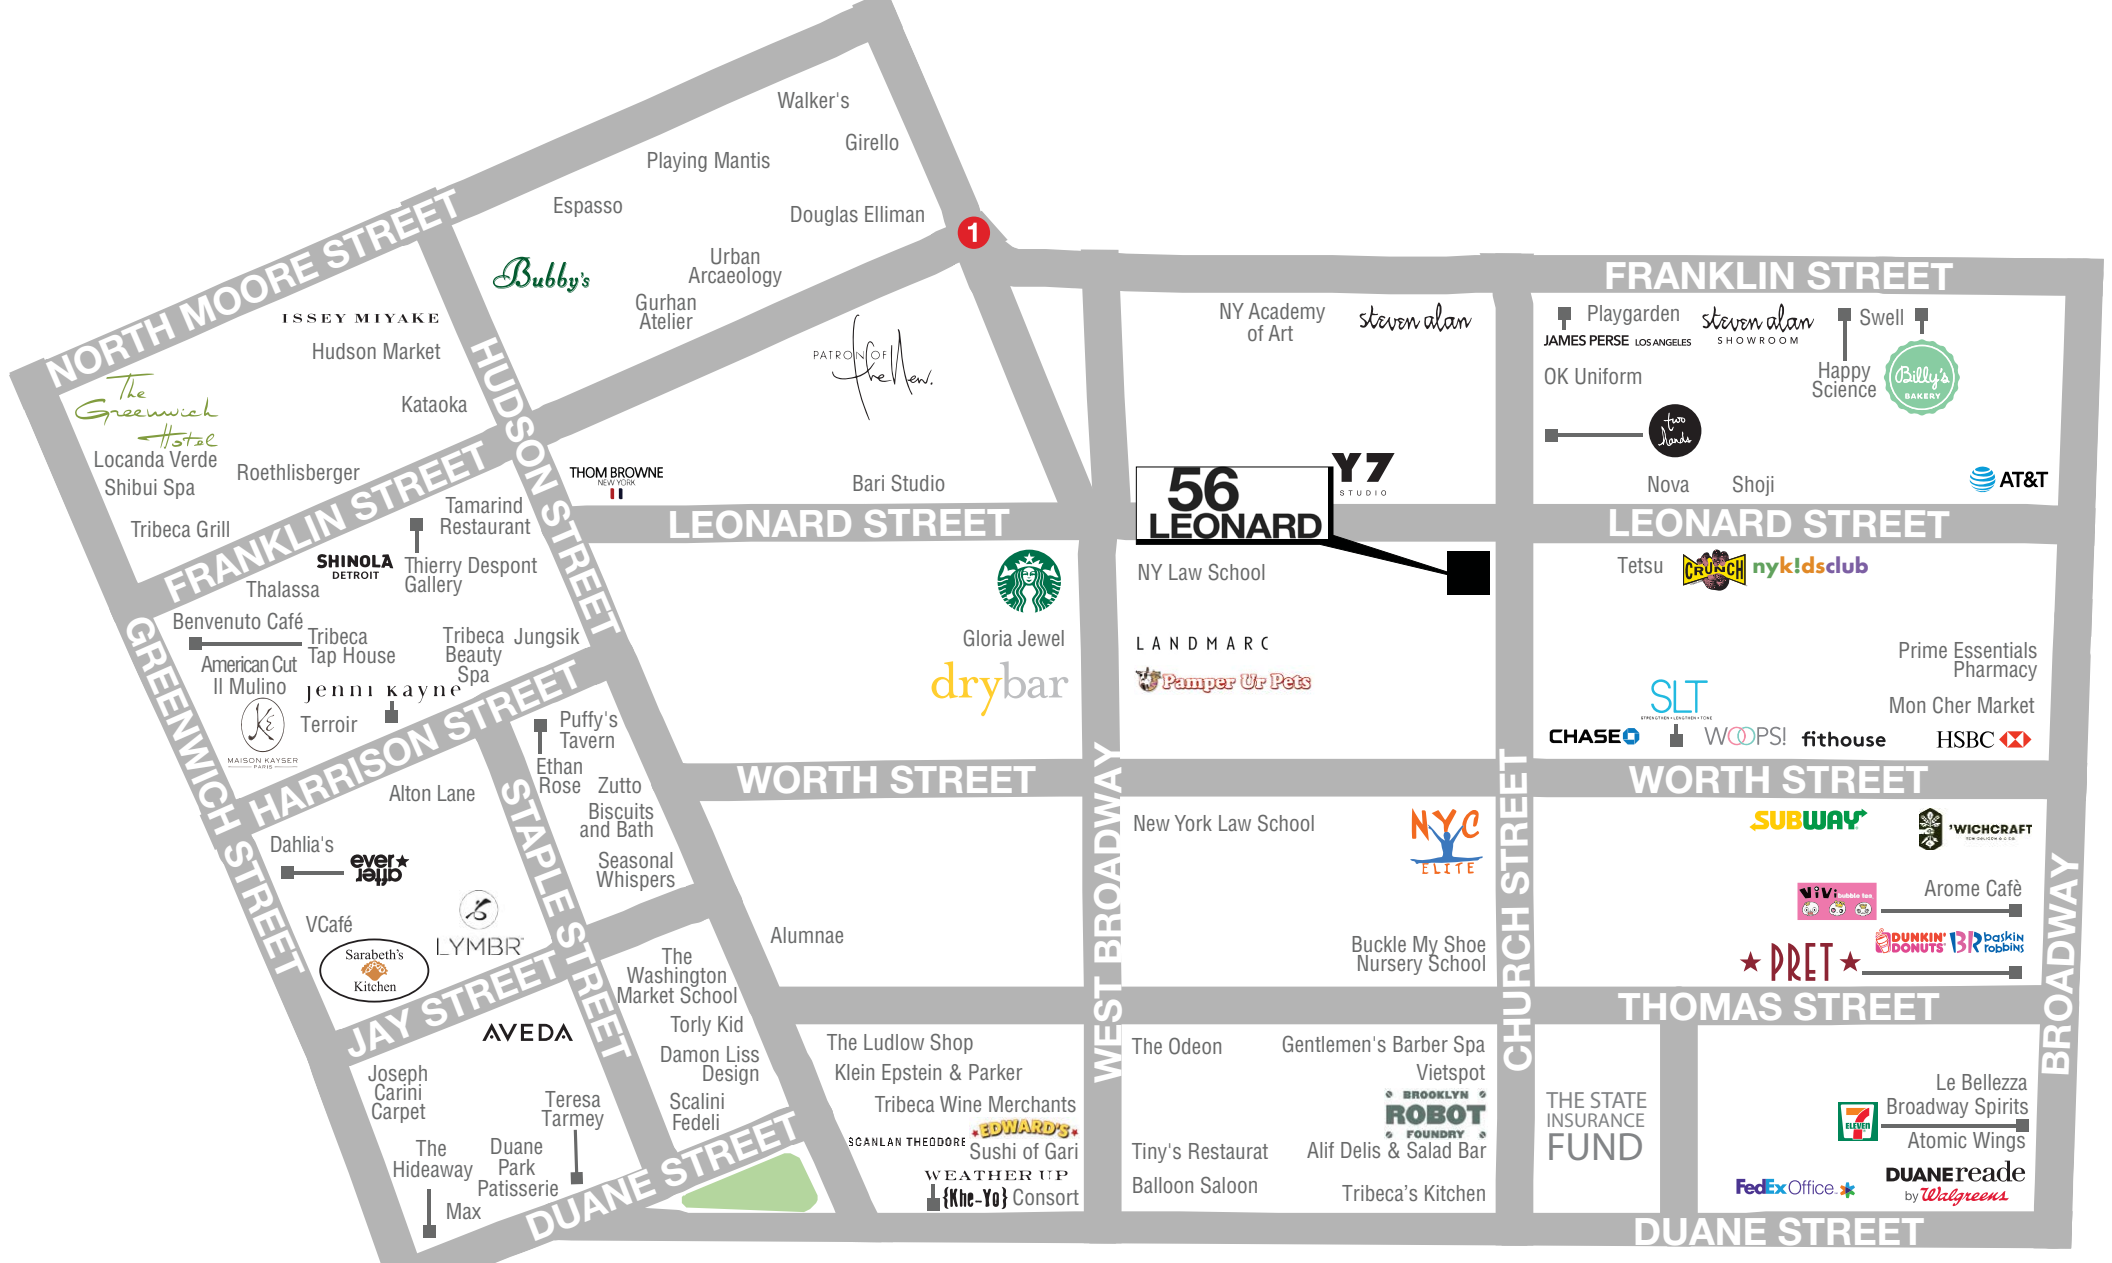 Walker's
Girello
Playing Mantis
Espasso
Douglas Elliman
Urban
Arcaeology
Bubby's
Gurhan
Atelier
1
NORTH MOORE STREET
ISSEY MIYAKE
Hudson Market
Kataoka
The
Greenwich
Hotel
Locanda Verde
Shibui Spa
Roethlisberger
Tribeca Grill
HUDSON STREET
FRANKLIN STREET
PATRON OF
the New.
THOM BROWNE
NEW YORK
Bari Studio
LEONARD STREET
FRANKLIN STREET
NY Academy
of Art
steven alan
Y7
STUDIO
56
LEONARD
Playgarden
JAMES PERSE LOS ANGELES
steven alan
SHOWROOM
Swell
OK Uniform
Happy
Science
Billy's
BAKERY
two
hands
Nova
Shoji
AT&T
LEONARD STREET
Tamarind
Restaurant
SHINOLA
DETROIT
Thierry Despont
Gallery
Thalassa
Benvenuto Café
Tribeca
Tap House
Tribeca
Beauty
Spa
Jungsik
American Cut
Il Mulino
Jenni Kayne
Terroir
KE
MAISON KAYSER
PARIS
GREENWICH STREET
HARRISON STREET
Gloria Jewel
drybar
NY Law School
LANDMARC
Pamper Ur Pets
Tetsu
CRUNCH
nyk!dsclub
Prime Essentials
Pharmacy
Mon Cher Market
SLT
STRENGTHEN • LENGTHEN • TONE
CHASE
WOOPS!
fithouse
HSBC
WORTH STREET
WORTH STREET
Puffy's
Tavern
Ethan
Rose
Zutto
Biscuits
and Bath
Seasonal
Whispers
STAPLE STREET
Alton Lane
Dahlia's
ever
after
VCafé
LYMBR
Sarabeth's
Kitchen
JAY STREET
Alumnae
WEST BROADWAY
New York Law School
NYC
ELITE
Buckle My Shoe
Nursery School
CHURCH STREET
SUBWAY
'WICHCRAFT
ViVi bubble tea
Arome Cafè
DUNKIN'
DONUTS
BR
baskin
robbins
PRET
BROADWAY
THOMAS STREET
The
Washington
Market School
Torly Kid
Damon Liss
Design
Scalini
Fedeli
AVEDA
Joseph
Carini
Carpet
Teresa
Tarmey
The
Hideaway
Duane
Park
Patisserie
Max
DUANE STREET
The Ludlow Shop
Klein Epstein & Parker
Tribeca Wine Merchants
SCANLAN THEODORE
EDWARD'S
Sushi of Gari
WEATHER UP
{Khe-Yo}
Consort
The Odeon
Gentlemen's Barber Spa
Vietspot
BROOKLYN
ROBOT
FOUNDRY
Tiny's Restaurat
Alif Delis & Salad Bar
Balloon Saloon
Tribeca's Kitchen
THE STATE
INSURANCE
FUND
Le Bellezza
Broadway Spirits
7
ELEVEN
Atomic Wings
FedEx Office
DUANEreade
by Walgreens
DUANE STREET